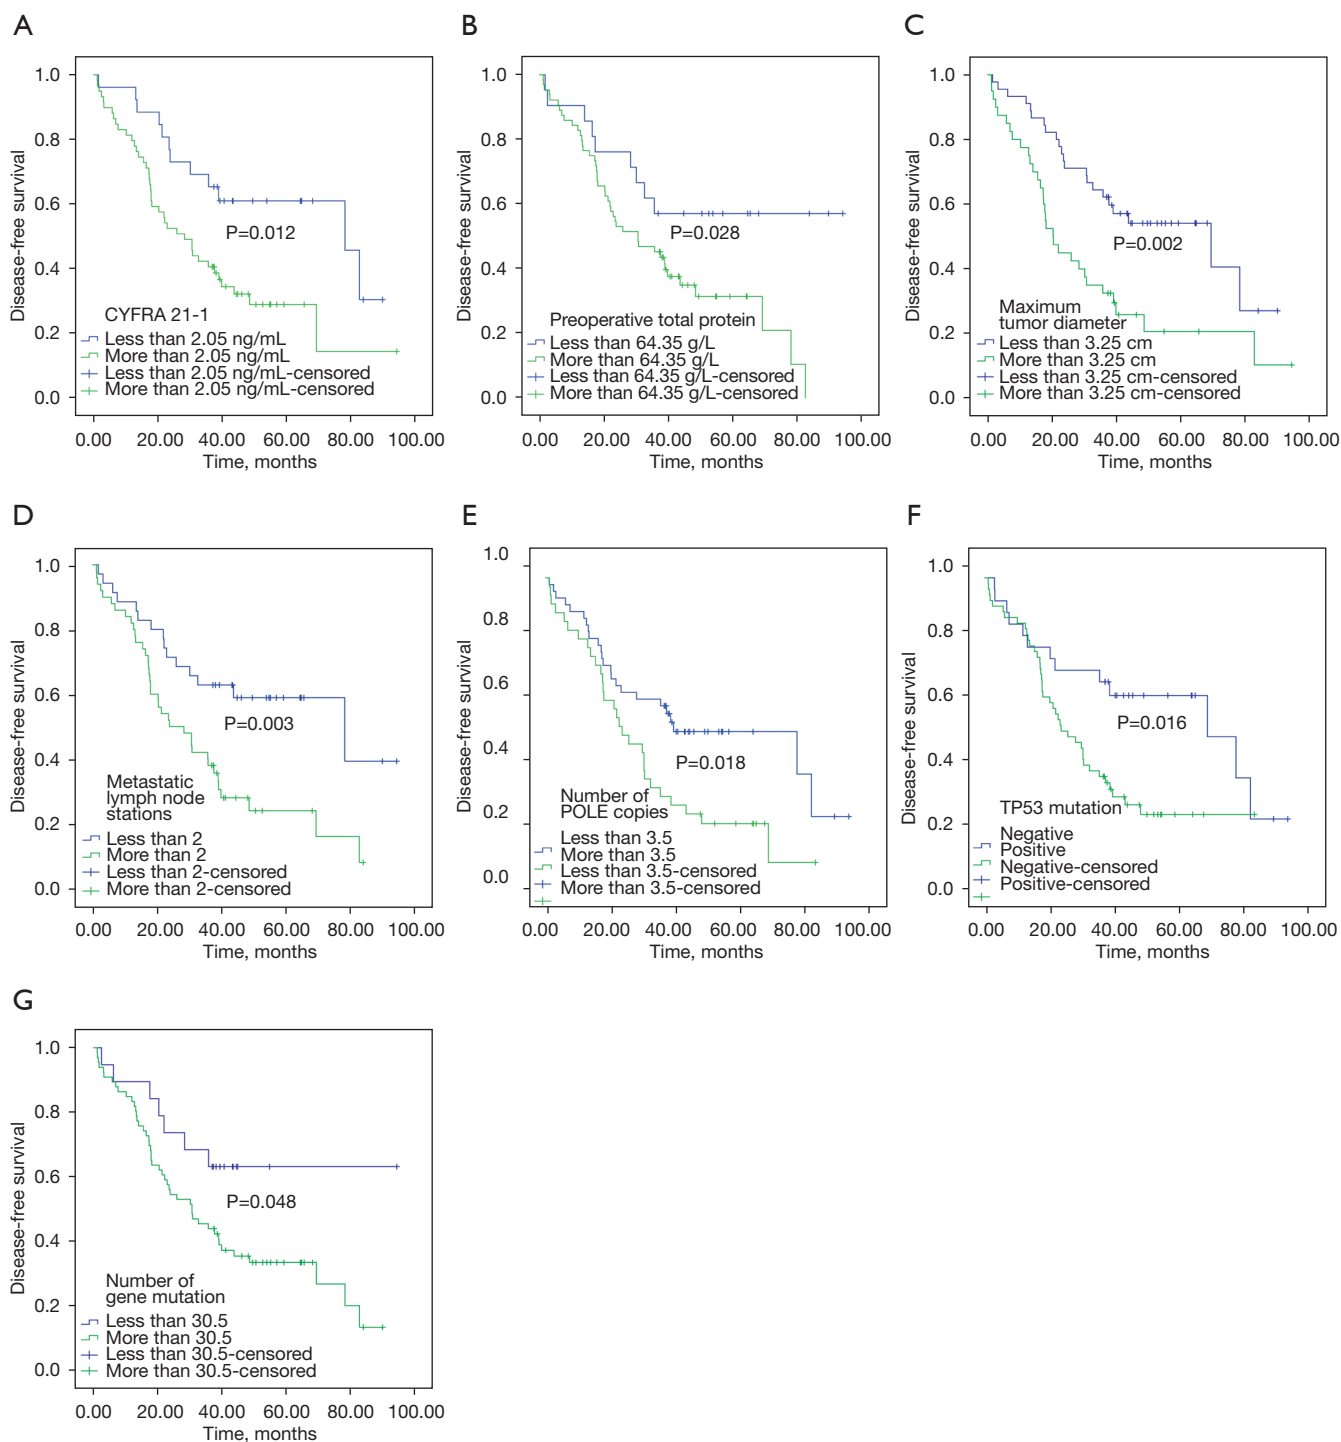 A
Disease-free survival
1.0
0.8
0.6
0.4
0.2
0.0
P=0.012
CYFRA 21-1
Less than 2.05 ng/mL
More than 2.05 ng/mL
Less than 2.05 ng/mL-censored
More than 2.05 ng/mL-censored
0.00 20.00 40.00 60.00 80.00 100.00
Time, months
B
Disease-free survival
1.0
0.8
0.6
0.4
0.2
0.0
P=0.028
Preoperative total protein
Less than 64.35 g/L
More than 64.35 g/L
Less than 64.35 g/L-censored
More than 64.35 g/L-censored
0.00 20.00 40.00 60.00 80.00 100.00
Time, months
C
Disease-free survival
1.0
0.8
0.6
0.4
0.2
0.0
P=0.002
Maximum
tumor diameter
Less than 3.25 cm
More than 3.25 cm
Less than 3.25 cm-censored
More than 3.25 cm-censored
0.00 20.00 40.00 60.00 80.00 100.00
Time, months
D
Disease-free survival
1.0
0.8
0.6
0.4
0.2
0.0
P=0.003
Metastatic
lymph node
stations
Less than 2
More than 2
Less than 2-censored
More than 2-censored
0.00 20.00 40.00 60.00 80.00 100.00
Time, months
E
Disease-free survival
1.0
0.8
0.6
0.4
0.2
0.0
P=0.018
Number of
POLE copies
Less than 3.5
More than 3.5
Less than 3.5-censored
More than 3.5-censored
0.00 20.00 40.00 60.00 80.00 100.00
Time, months
F
Disease-free survival
1.0
0.8
0.6
0.4
0.2
0.0
P=0.016
TP53 mutation
Negative
Positive
Negative-censored
Positive-censored
0.00 20.00 40.00 60.00 80.00 100.00
Time, months
G
Disease-free survival
1.0
0.8
0.6
0.4
0.2
0.0
P=0.048
Number of
gene mutation
Less than 30.5
More than 30.5
Less than 30.5-censored
More than 30.5-censored
0.00 20.00 40.00 60.00 80.00 100.00
Time, months